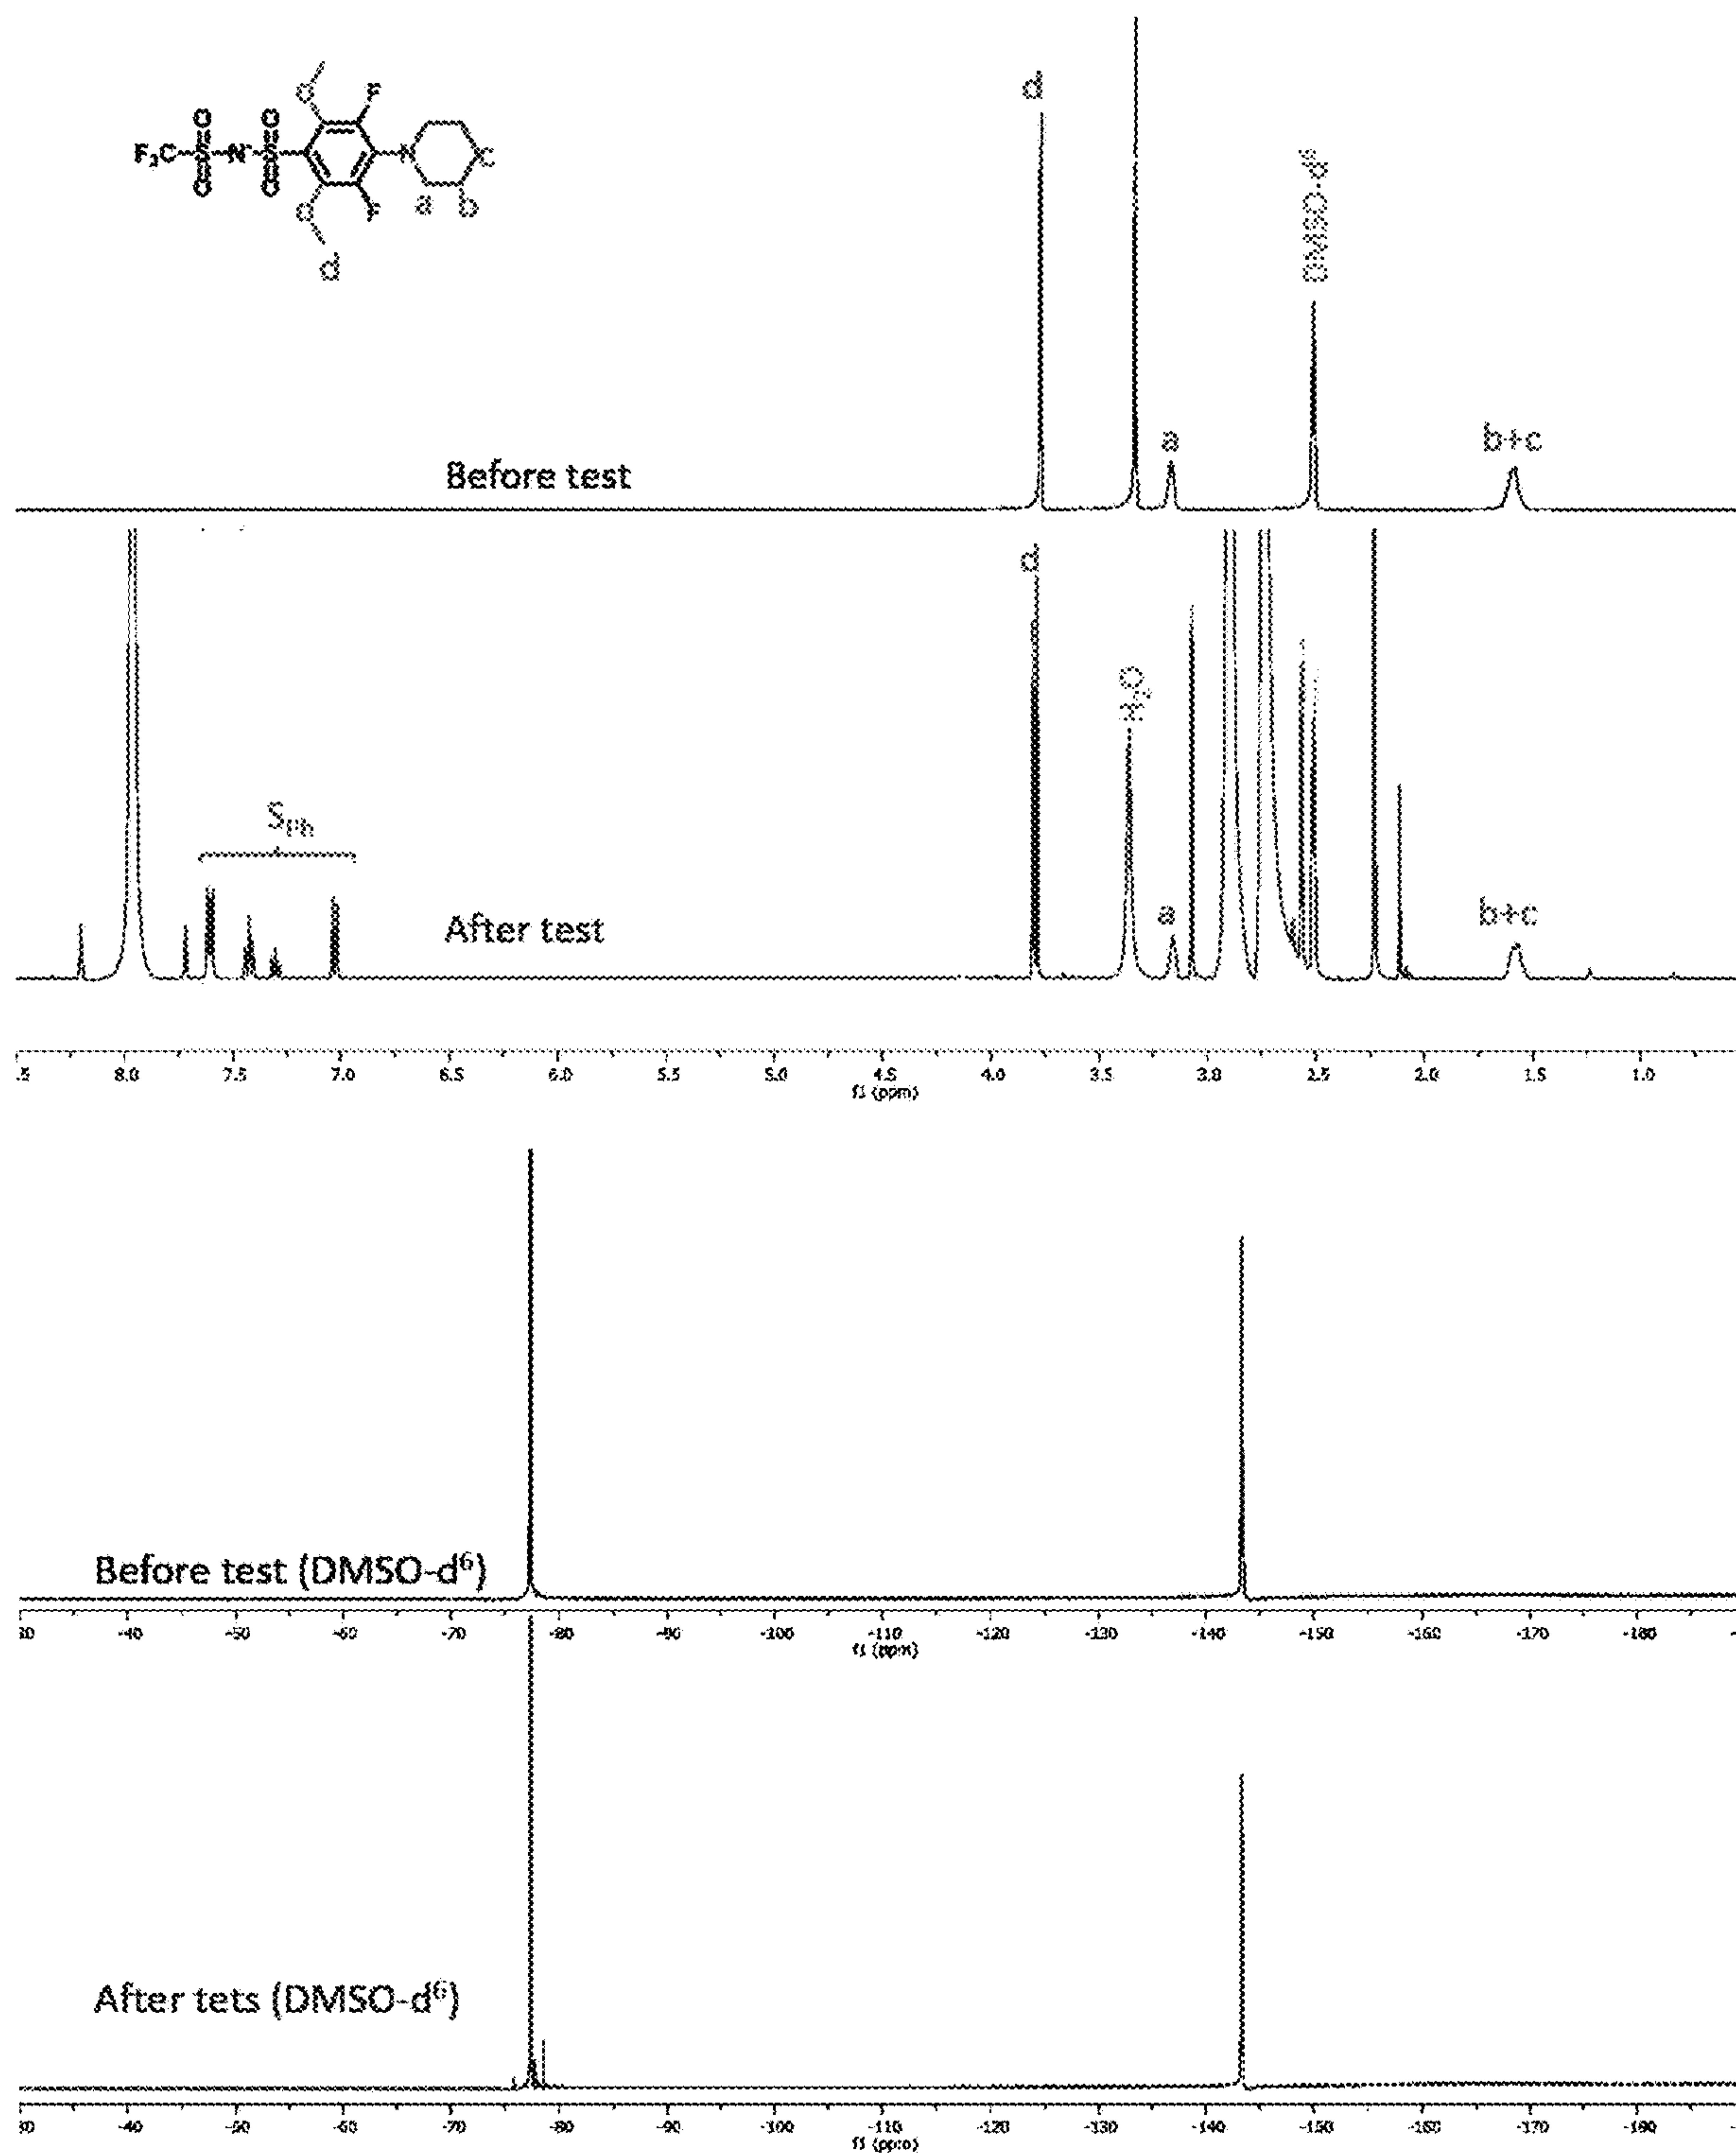 d
O F
O O
F3C S N- S N C
O O
O F a b
d
DMSO-d6
a
b+c
Before test
d
H2O
SPh
a
b+c
After test
.5 8.0 7.5 7.0 6.5 6.0 5.5 5.0 4.5 4.0 3.5 3.0 2.5 2.0 1.5 1.0
f1 (ppm)
Before test (DMSO-d6)
30 -40 -50 -60 -70 -80 -90 -100 -110 -120 -130 -140 -150 -160 -170 -180
f1 (ppm)
After tets (DMSO-d6)
30 -40 -50 -60 -70 -80 -90 -100 -110 -120 -130 -140 -150 -160 -170 -180
f1 (ppm)